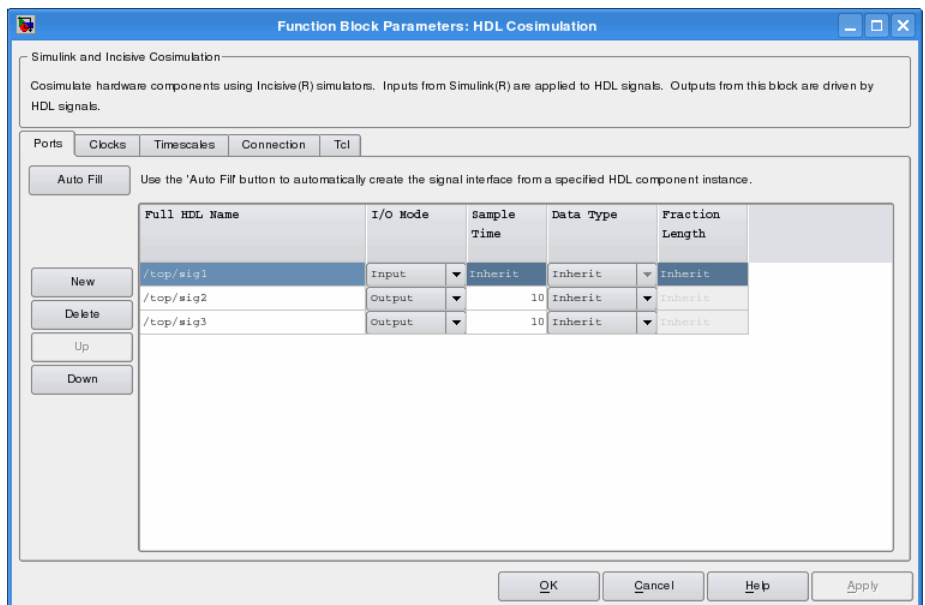 Function Block Parameters: HDL Cosimulation
Simulink and Incisive Cosimulation
Cosimulate hardware components using Incisive(R) simulators. Inputs from Simulink(R) are applied to HDL signals. Outputs from this block are driven by
HDL signals.
Ports Clocks Timescales Connection Tcl
Auto Fill Use the 'Auto Fill' button to automatically create the signal interface from a specified HDL component instance.
Full HDL Name I/O Mode Sample Data Type Fraction
Time Length
/top/sig1 Input Inherit Inherit Inherit
/top/sig2 Output 10 Inherit Inherit
/top/sig3 Output 10 Inherit Inherit
New
Delete
Up
Down
OK Cancel Help Apply